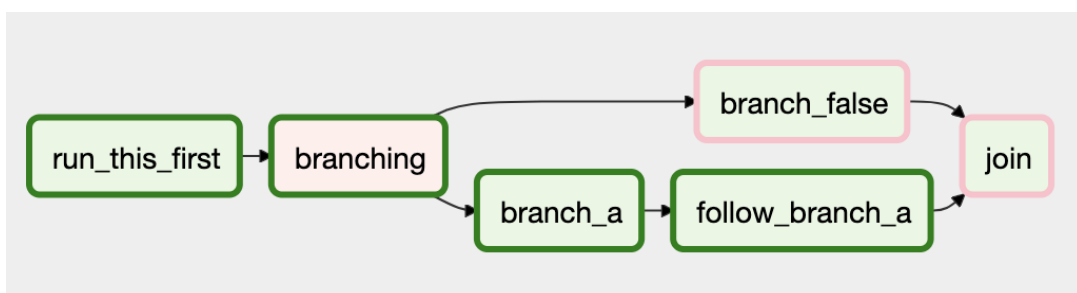 run_this_first
branching
branch_false
branch_a
follow_branch_a
join